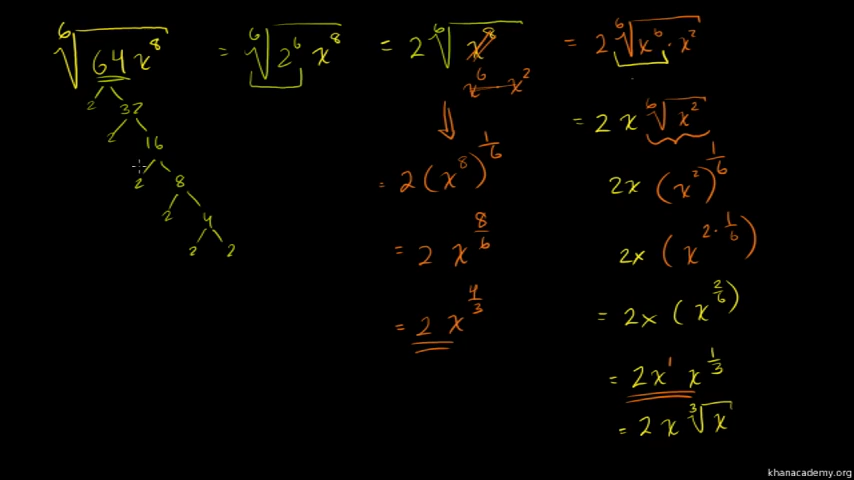 ⁶√(64x⁸) = ⁶√(2⁶ x⁸) = 2 ⁶√(x⁸) = 2 ⁶√(x⁶ · x²)
x⁶ x²
2 32
2 16
2 8
2 4
2 2
= 2(x⁸)^(1/6)
= 2 x^(8/6)
= 2 x^(4/3)
= 2 x ⁶√(x²)
2x (x²)^(1/6)
2x (x^(2·1/6))
= 2x (x^(2/6))
= 2x¹ x^(1/3)
= 2x ³√x
khanacademy.org